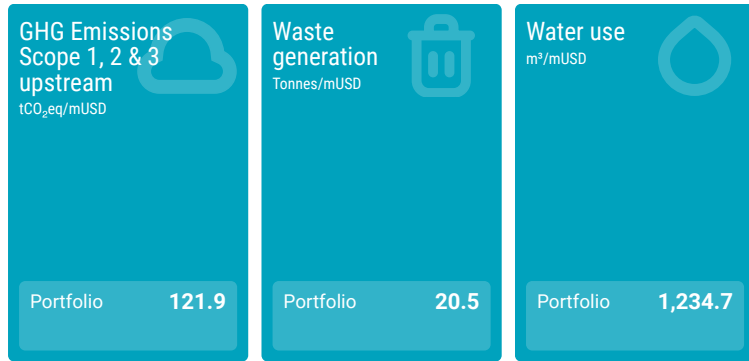 GHG Emissions
Scope 1, 2 & 3
upstream
tCO₂eq/mUSD
Portfolio 121.9
Waste
generation
Tonnes/mUSD
Portfolio 20.5
Water use
m³/mUSD
Portfolio 1,234.7